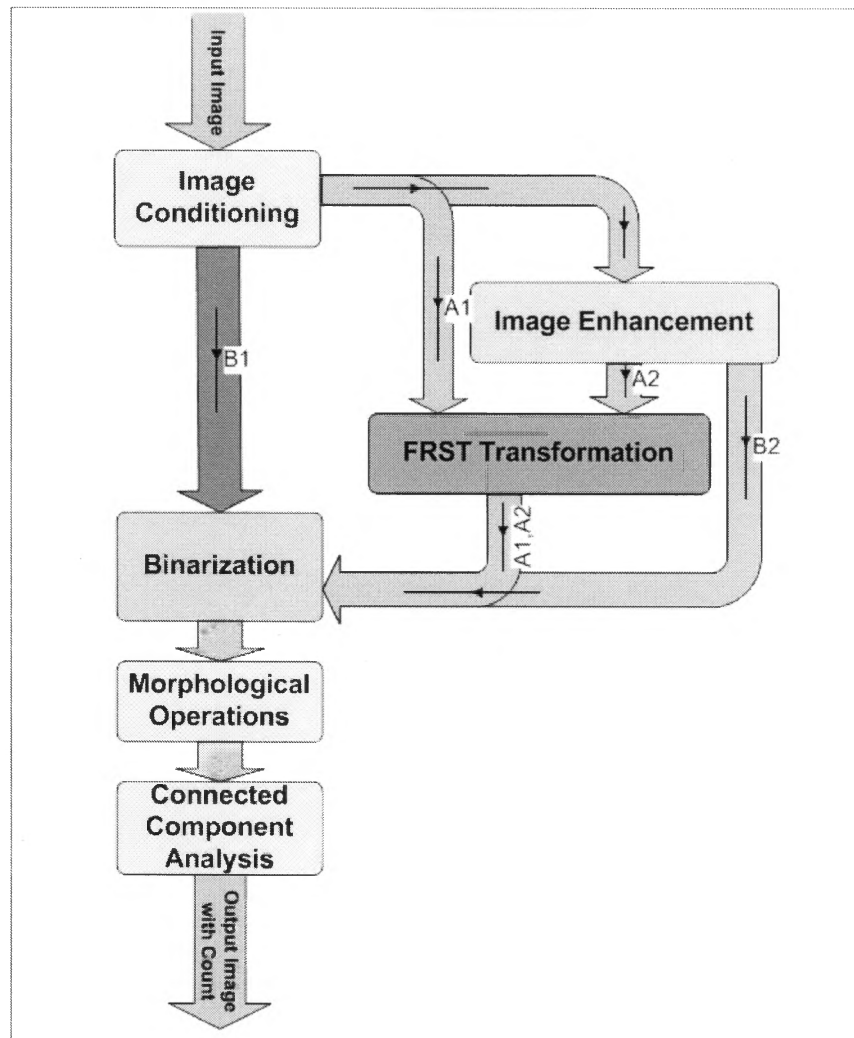 Input Image
Image
Conditioning
A1
Image Enhancement
B1
A2
FRST Transformation
B2
A1,A2
Binarization
Morphological
Operations
Connected
Component
Analysis
Output Image
with Count